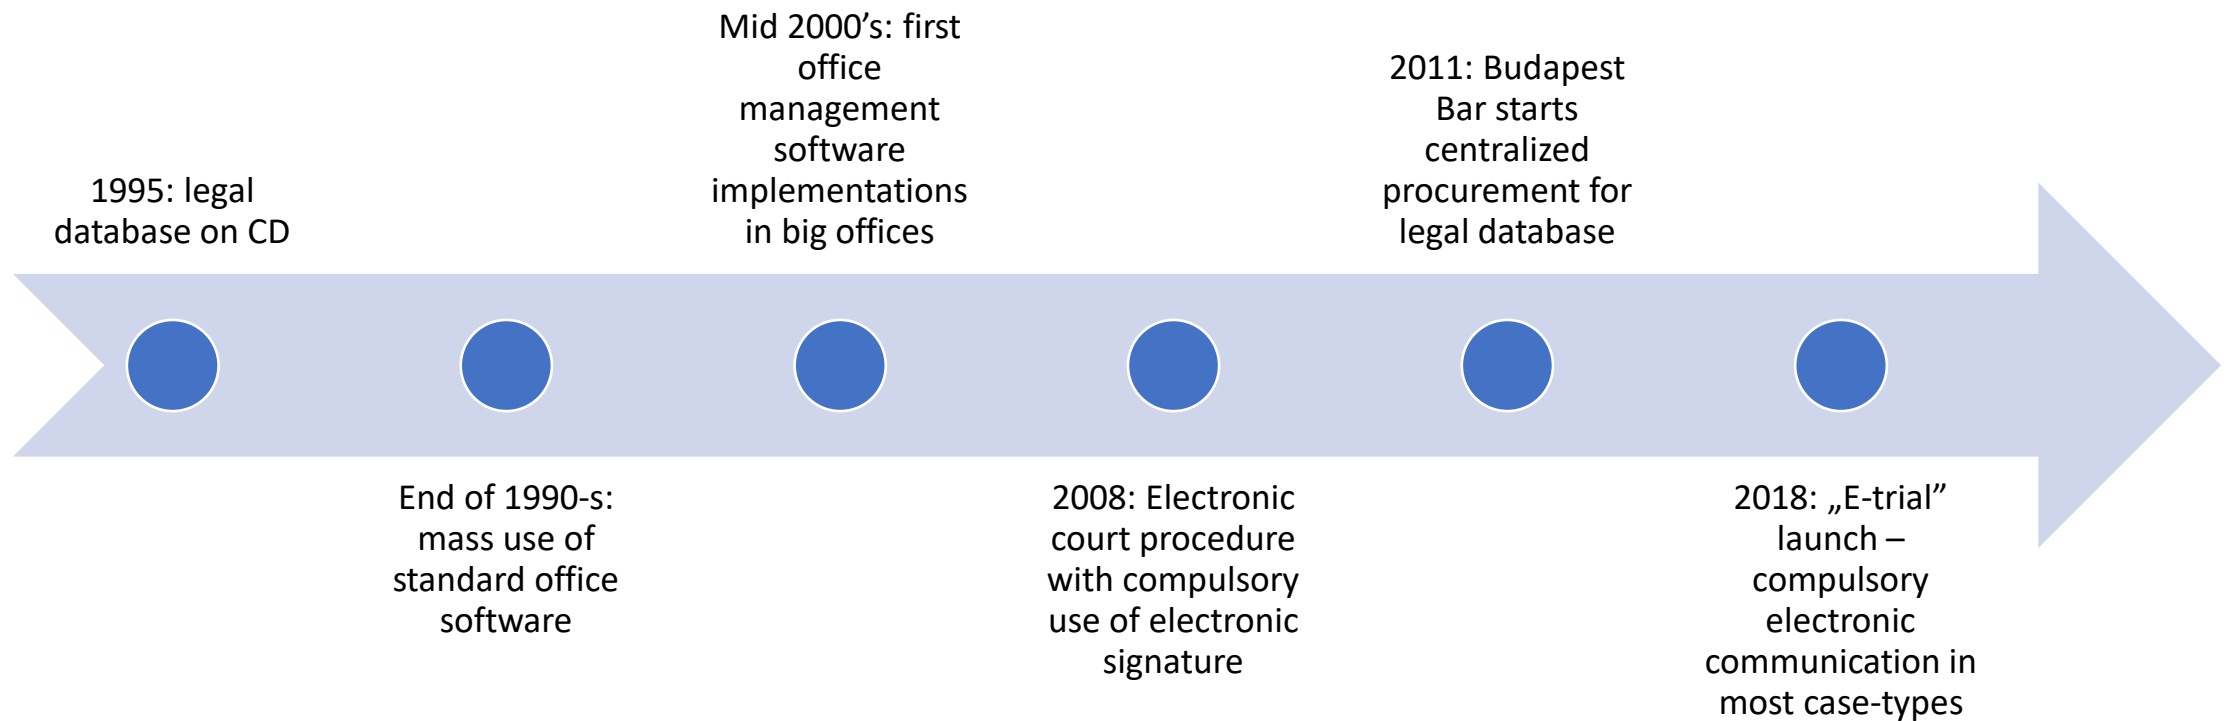 1995: legal
database on CD
End of 1990-s:
mass use of
standard office
software
Mid 2000’s: first
office
management
software
implementations
in big offices
2008: Electronic
court procedure
with compulsory
use of electronic
signature
2011: Budapest
Bar starts
centralized
procurement for
legal database
2018: „E-trial”
launch –
compulsory
electronic
communication in
most case-types